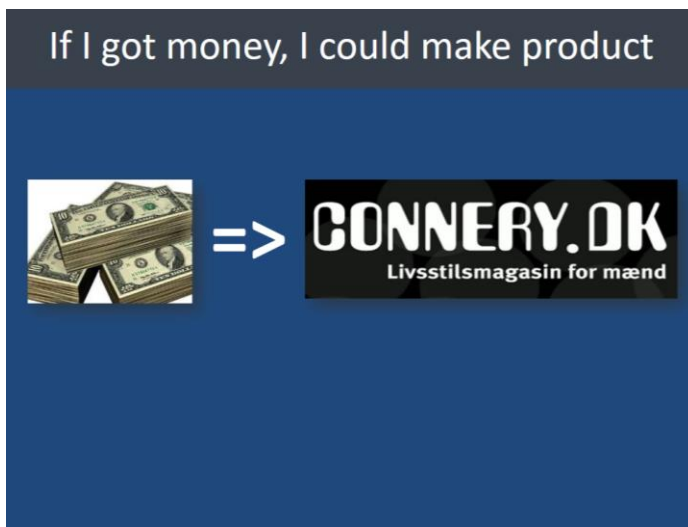 If I got money, I could make product
=>
CONNERY.DK
Livsstilsmagasin for mænd